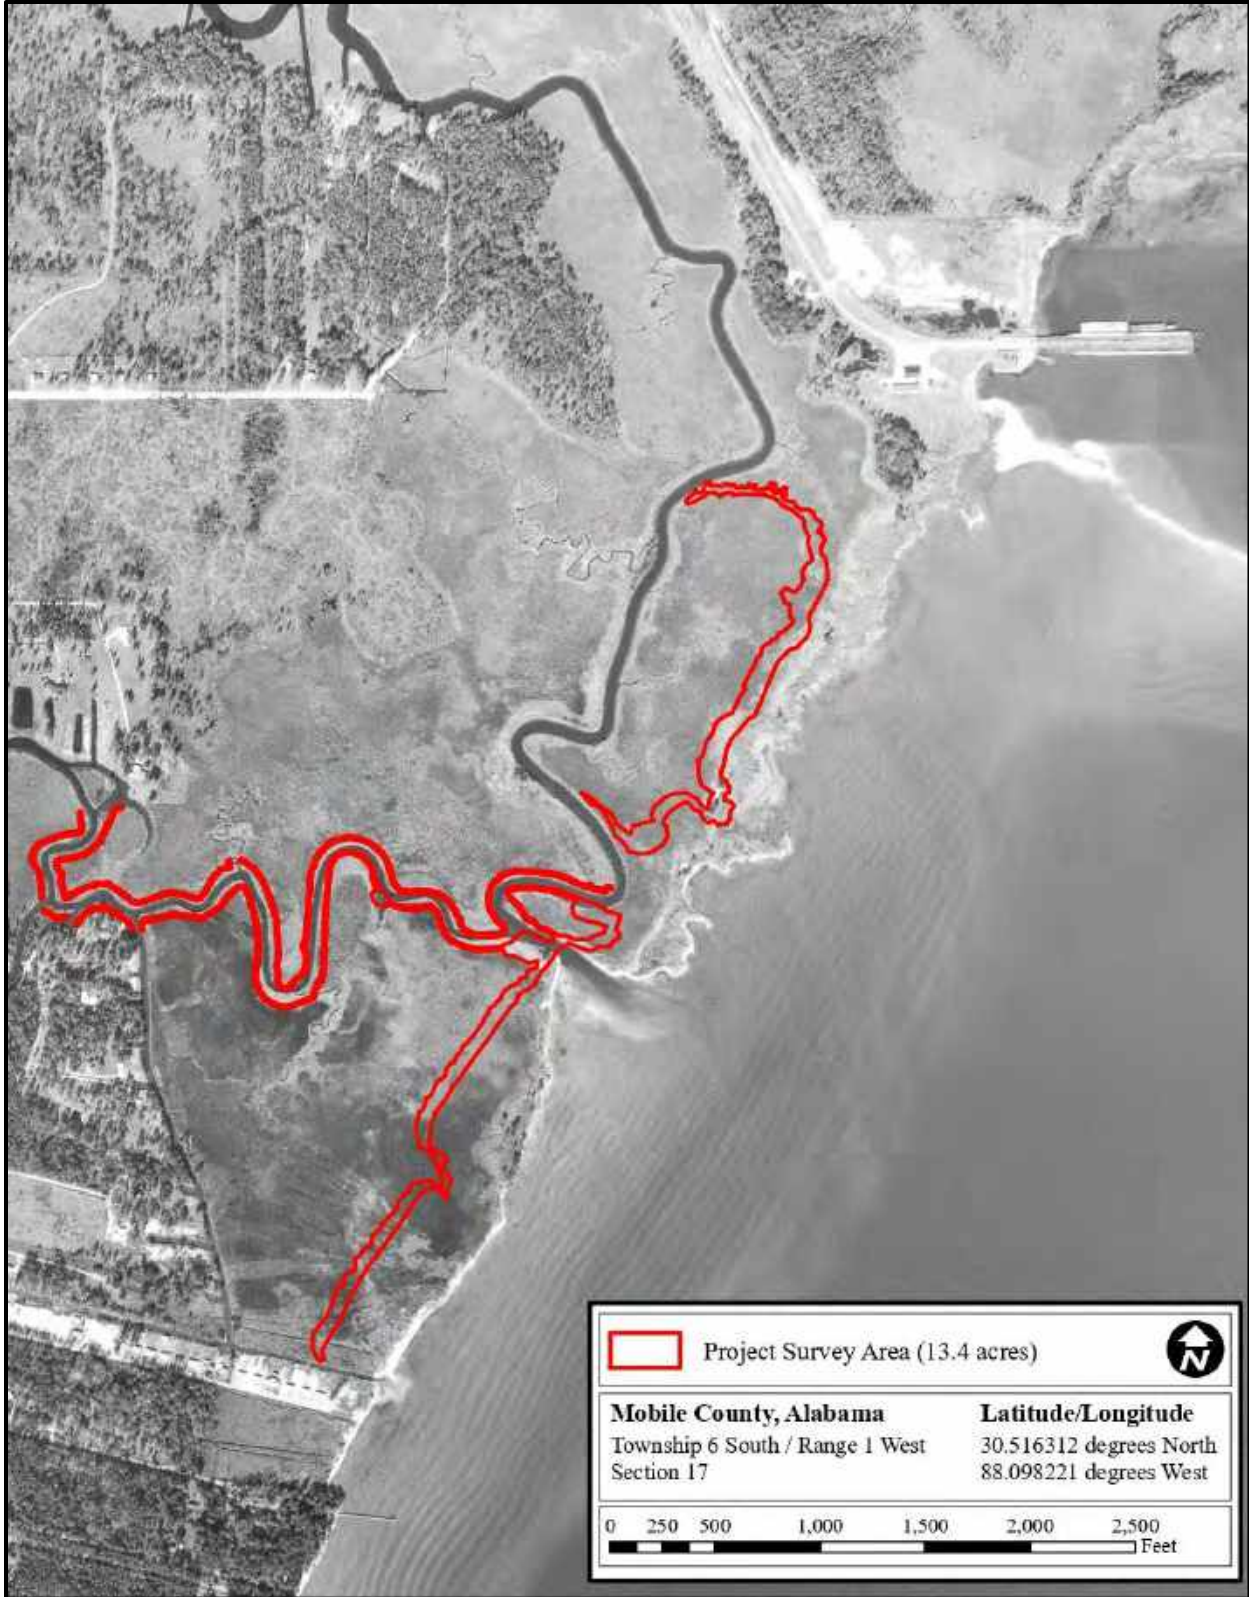 Project Survey Area (13.4 acres)
N
Mobile County, Alabama
Township 6 South / Range 1 West
Section 17
Latitude/Longitude
30.516312 degrees North
88.098221 degrees West
0 250 500 1,000 1,500 2,000 2,500
Feet